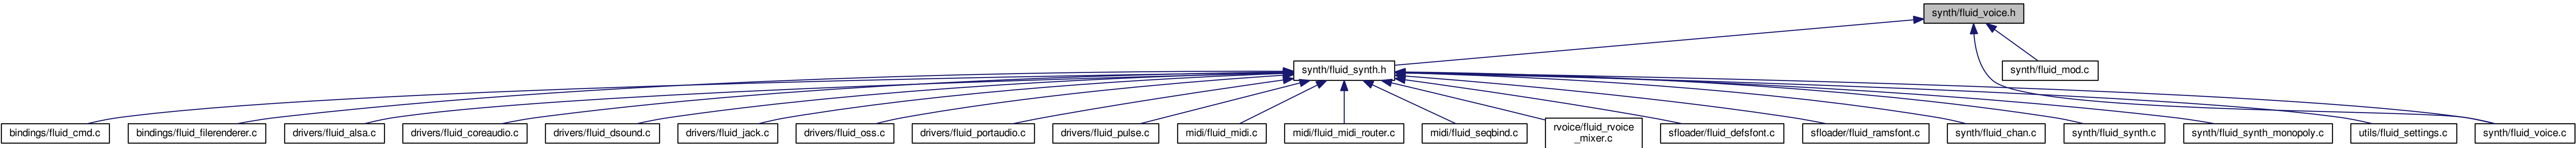 synth/fluid_voice.h
synth/fluid_synth.h
synth/fluid_mod.c
bindings/fluid_cmd.c
bindings/fluid_filerenderer.c
drivers/fluid_alsa.c
drivers/fluid_coreaudio.c
drivers/fluid_dsound.c
drivers/fluid_jack.c
drivers/fluid_oss.c
drivers/fluid_portaudio.c
drivers/fluid_pulse.c
midi/fluid_midi.c
midi/fluid_midi_router.c
midi/fluid_seqbind.c
rvoice/fluid_rvoice
_mixer.c
sfloader/fluid_defsfont.c
sfloader/fluid_ramsfont.c
synth/fluid_chan.c
synth/fluid_synth.c
synth/fluid_synth_monopoly.c
utils/fluid_settings.c
synth/fluid_voice.c